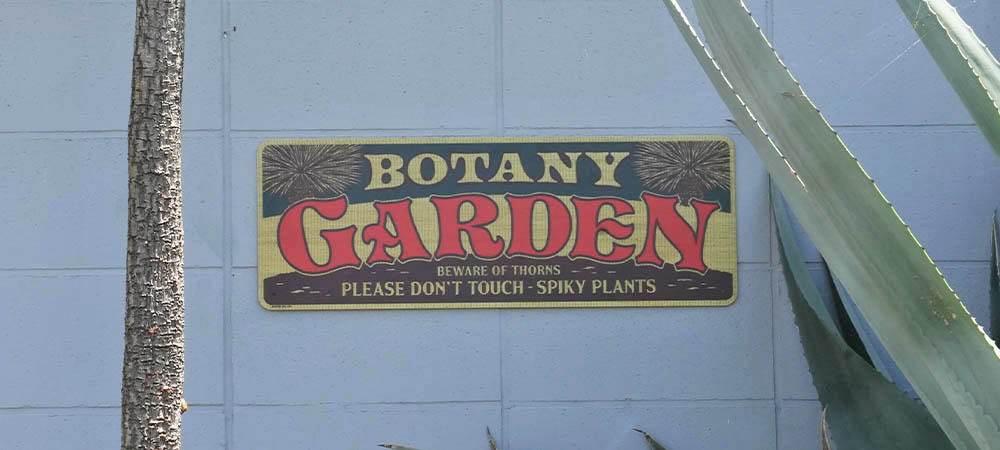 BOTANY
GARDEN
BEWARE OF THORNS
PLEASE DON'T TOUCH - SPIKY PLANTS